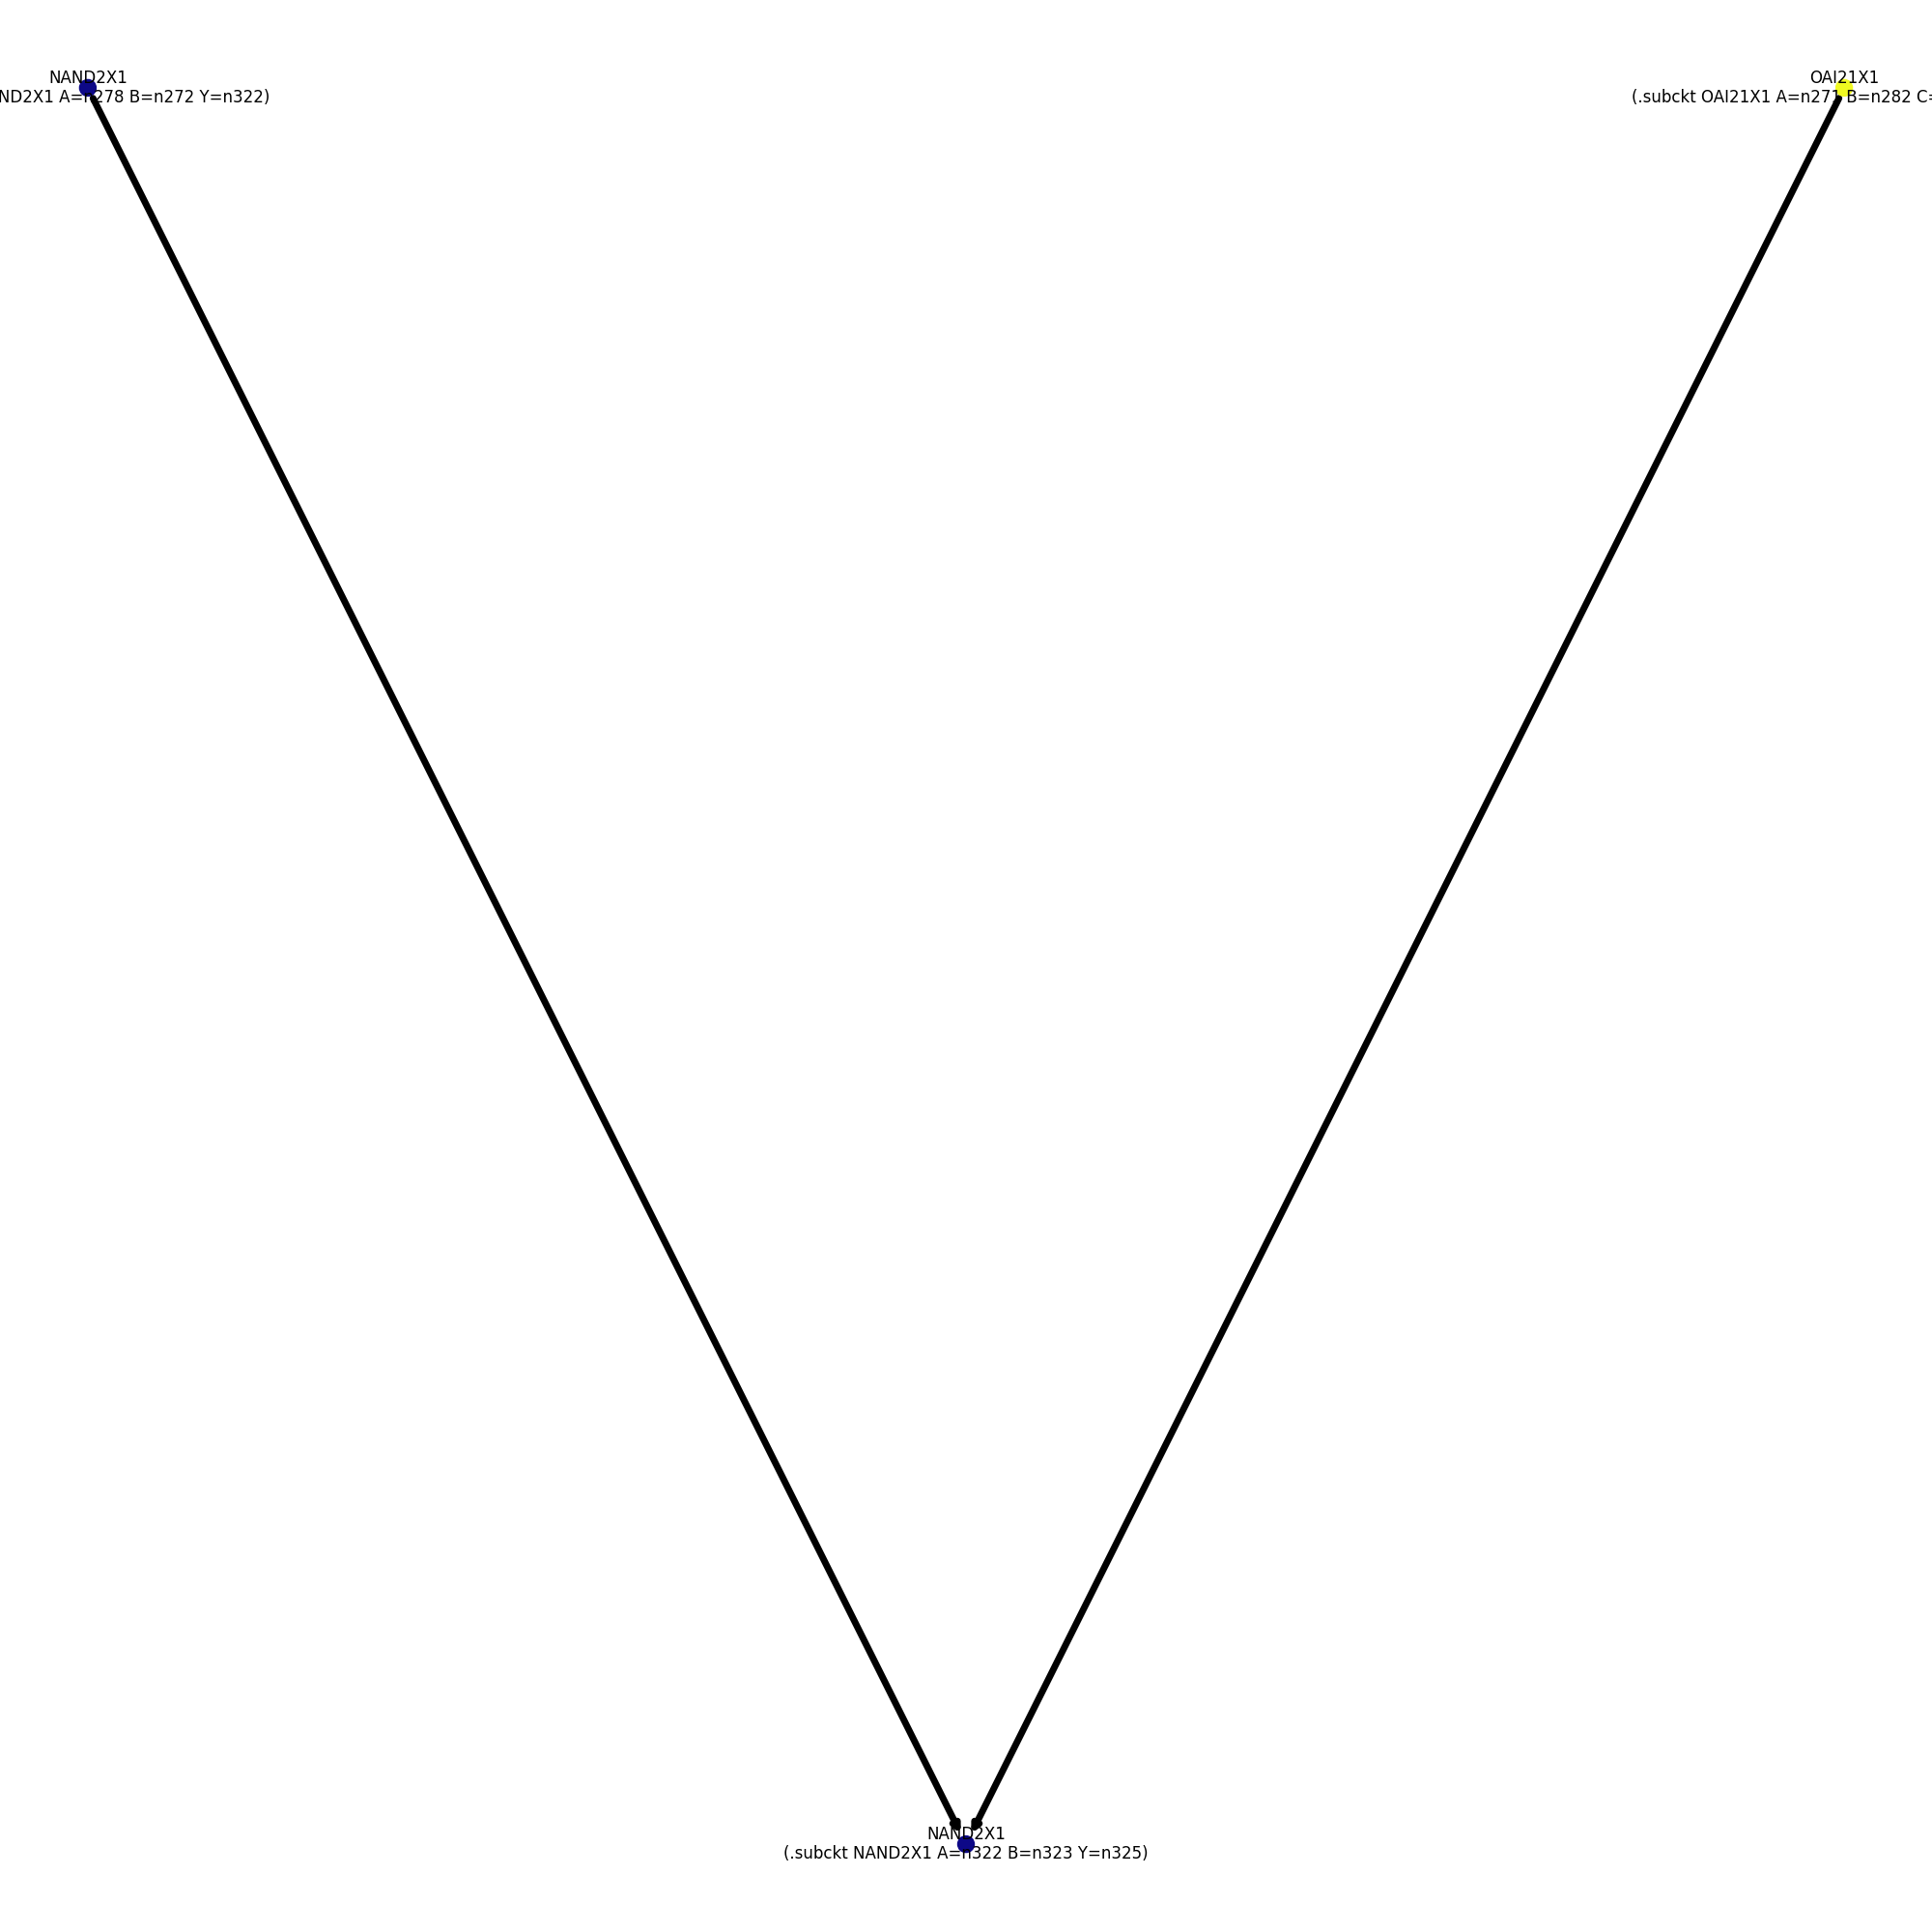 NAND2X1
ND2X1 A=n278 B=n272 Y=n322)
OAI21X1
(.subckt OAI21X1 A=n271 B=n282 C=
NAND2X1
(.subckt NAND2X1 A=n322 B=n323 Y=n325)